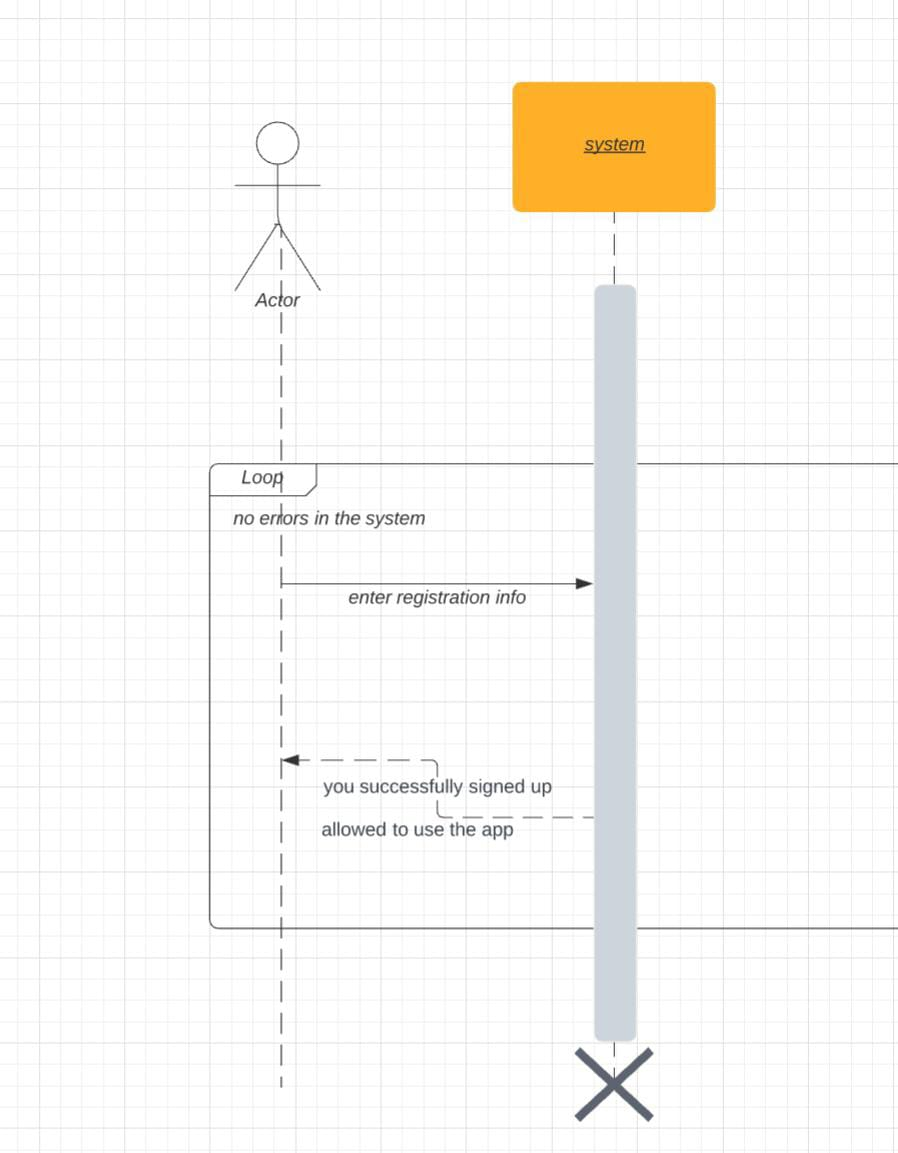 system
Actor
Loop
no errors in the system
enter registration info
you successfully signed up
allowed to use the app